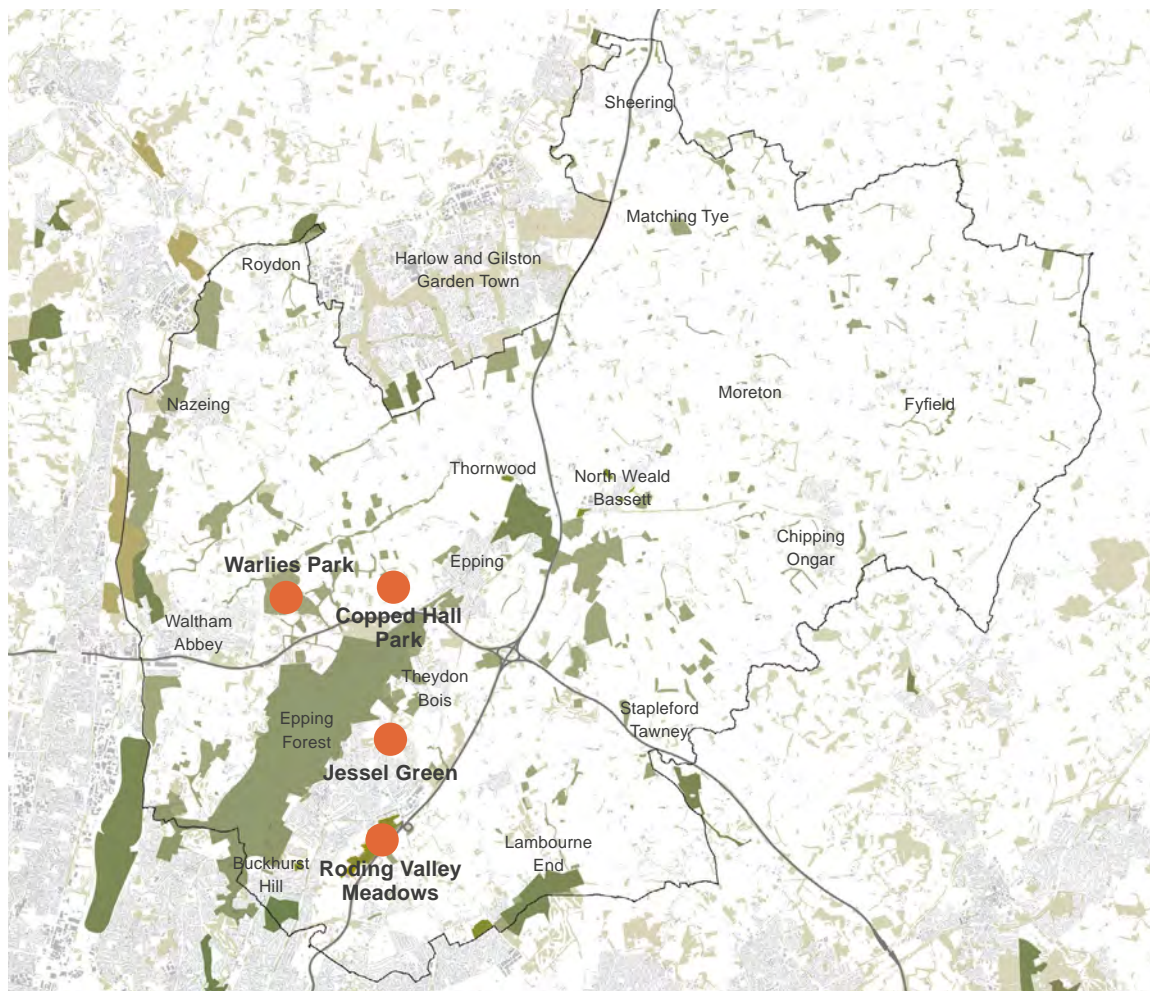 Sheering
Matching Tye
Roydon
Harlow and Gilston
Garden Town
Nazeing
Moreton
Fyfield
Thornwood
North Weald
Bassett
Chipping
Ongar
Epping
Warlies Park
Copped Hall
Park
Waltham
Abbey
Theydon
Bois
Epping
Forest
Stapleford
Tawney
Jessel Green
Lambourne
End
Buckhurst
Hill
Roding Valley
Meadows